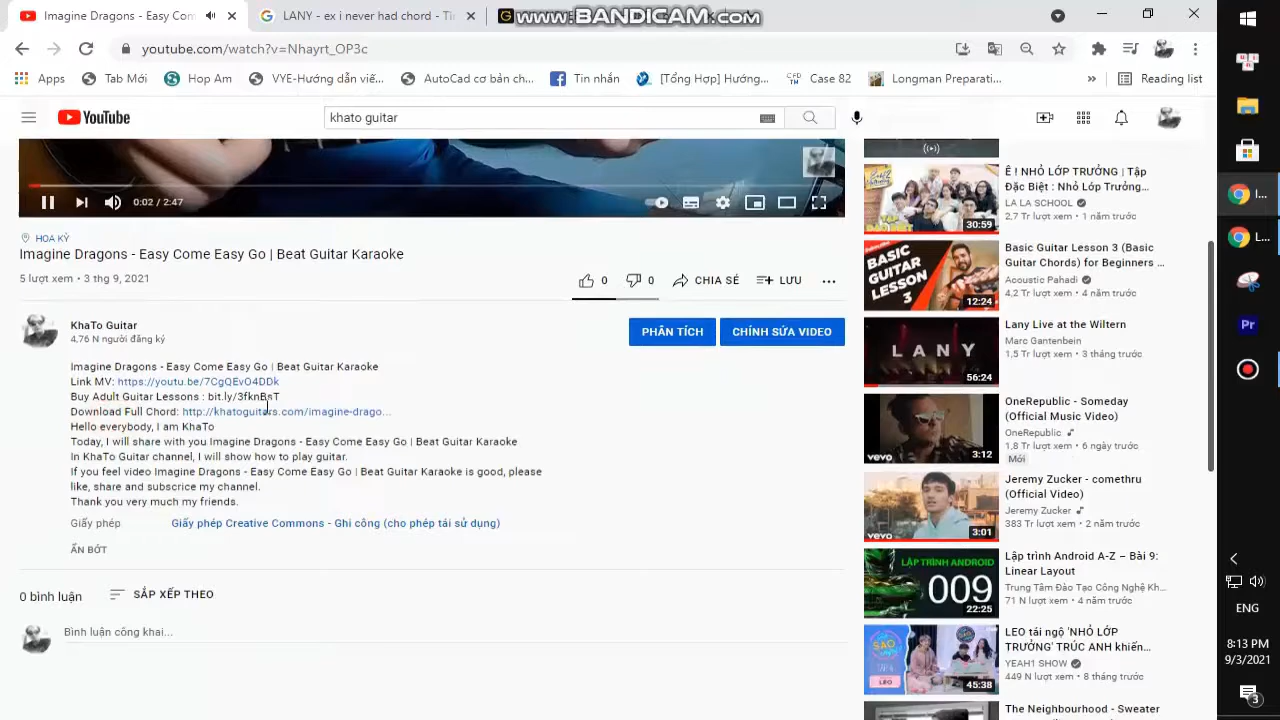 Imagine Dragons - Easy Com
LANY - ex i never had chord - Th
www.BANDICAM.com
youtube.com/watch?v=Nhayrt_OP3c
Apps
Tab Mới
Hop Am
VYE-Hướng dẫn viế...
AutoCad cơ bản ch...
Tin nhắn
[Tổng Hợp] Hướng...
Case 82
Longman Preparati...
»
Reading list
YouTube
khato guitar
0:02 / 2:47
HOA KỲ
Imagine Dragons - Easy Come Easy Go | Beat Guitar Karaoke
5 lượt xem • 3 thg 9, 2021
0
0
CHIA SẺ
LƯU
KhaTo Guitar
4,76 N người đăng ký
PHÂN TÍCH
CHỈNH SỬA VIDEO
Imagine Dragons - Easy Come Easy Go | Beat Guitar Karaoke
Link MV: https://youtu.be/7CgQEvO4DDk
Buy Adult Guitar Lessons : bit.ly/3fknBsT
Download Full Chord: http://khatoguitars.com/imagine-drago...
Hello everybody, I am KhaTo
Today, I will share with you Imagine Dragons - Easy Come Easy Go | Beat Guitar Karaoke
In KhaTo Guitar channel, I will show how to play guitar.
If you feel video Imagine Dragons - Easy Come Easy Go | Beat Guitar Karaoke is good, please
like, share and subscrice my channel.
Thank you very much my friends.
Giấy phép
Giấy phép Creative Commons - Ghi công (cho phép tái sử dụng)
ẨN BỚT
0 bình luận
SẮP XẾP THEO
Bình luận công khai...
Ê ! NHỎ LỚP TRƯỞNG | Tập
Đặc Biệt : Nhỏ Lớp Trưởng...
LA LA SCHOOL
2,7 Tr lượt xem • 1 năm trước
30:59
BASIC
GUITAR
LESSON
3
12:24
Basic Guitar Lesson 3 (Basic
Guitar Chords) for Beginners ...
Acoustic Pahadi
4,2 Tr lượt xem • 4 năm trước
LANY
56:24
Lany Live at the Wiltern
Marc Gantenbein
1,5 Tr lượt xem • 3 tháng trước
vevo
3:12
OneRepublic - Someday
(Official Music Video)
OneRepublic
1,8 Tr lượt xem • 6 ngày trước
Mới
vevo
3:01
Jeremy Zucker - comethru
(Official Video)
Jeremy Zucker
383 Tr lượt xem • 2 năm trước
LẬP TRÌNH ANDROID
009
22:25
Lập trình Android A-Z – Bài 9:
Linear Layout
Trung Tâm Đào Tạo Công Nghệ Kh...
71 N lượt xem • 4 năm trước
LEO
45:38
LEO tái ngộ 'NHỎ LỚP
TRƯỞNG' TRÚC ANH khiến...
YEAH1 SHOW
449 N lượt xem • 8 tháng trước
The Neighbourhood - Sweater
I...
L...
Pr
ENG
8:13 PM
9/3/2021
3